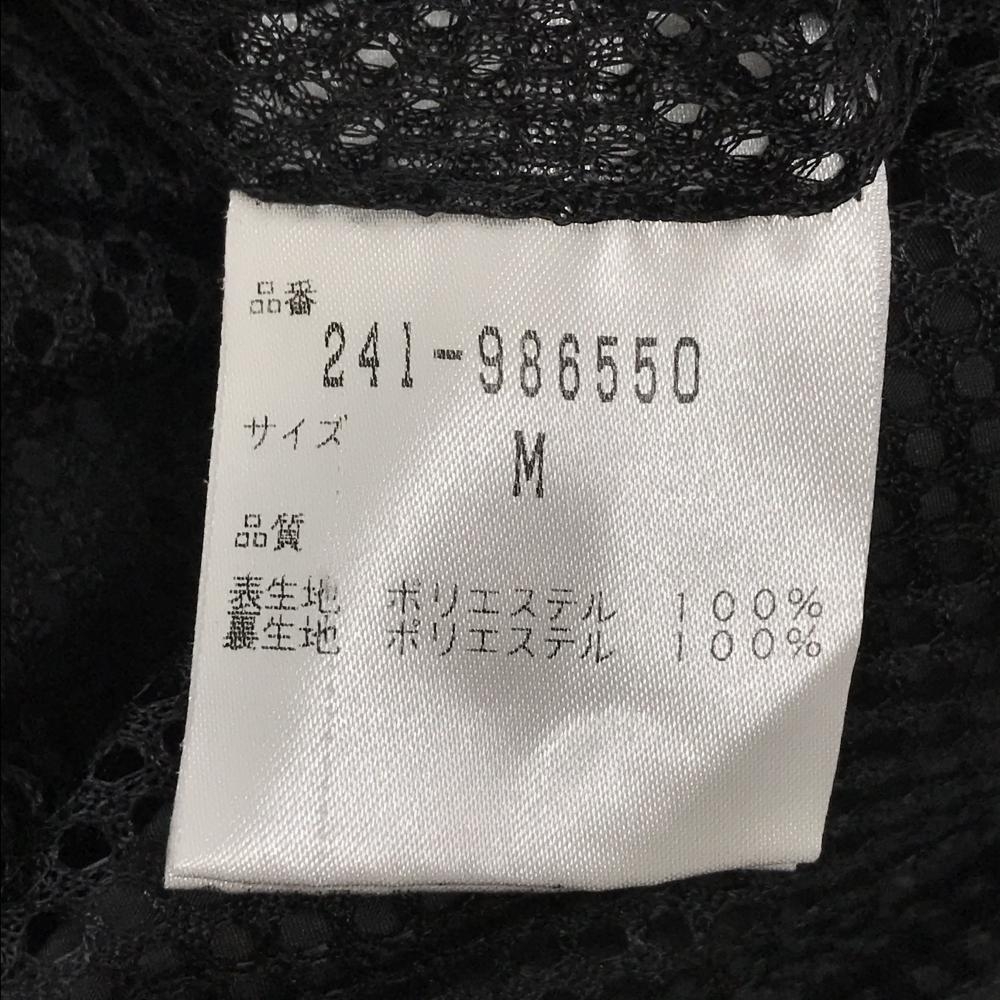 品番
241-986550
サイズ
M
品質
表生地 ポリエステル 100%
裏生地 ポリエステル 100%